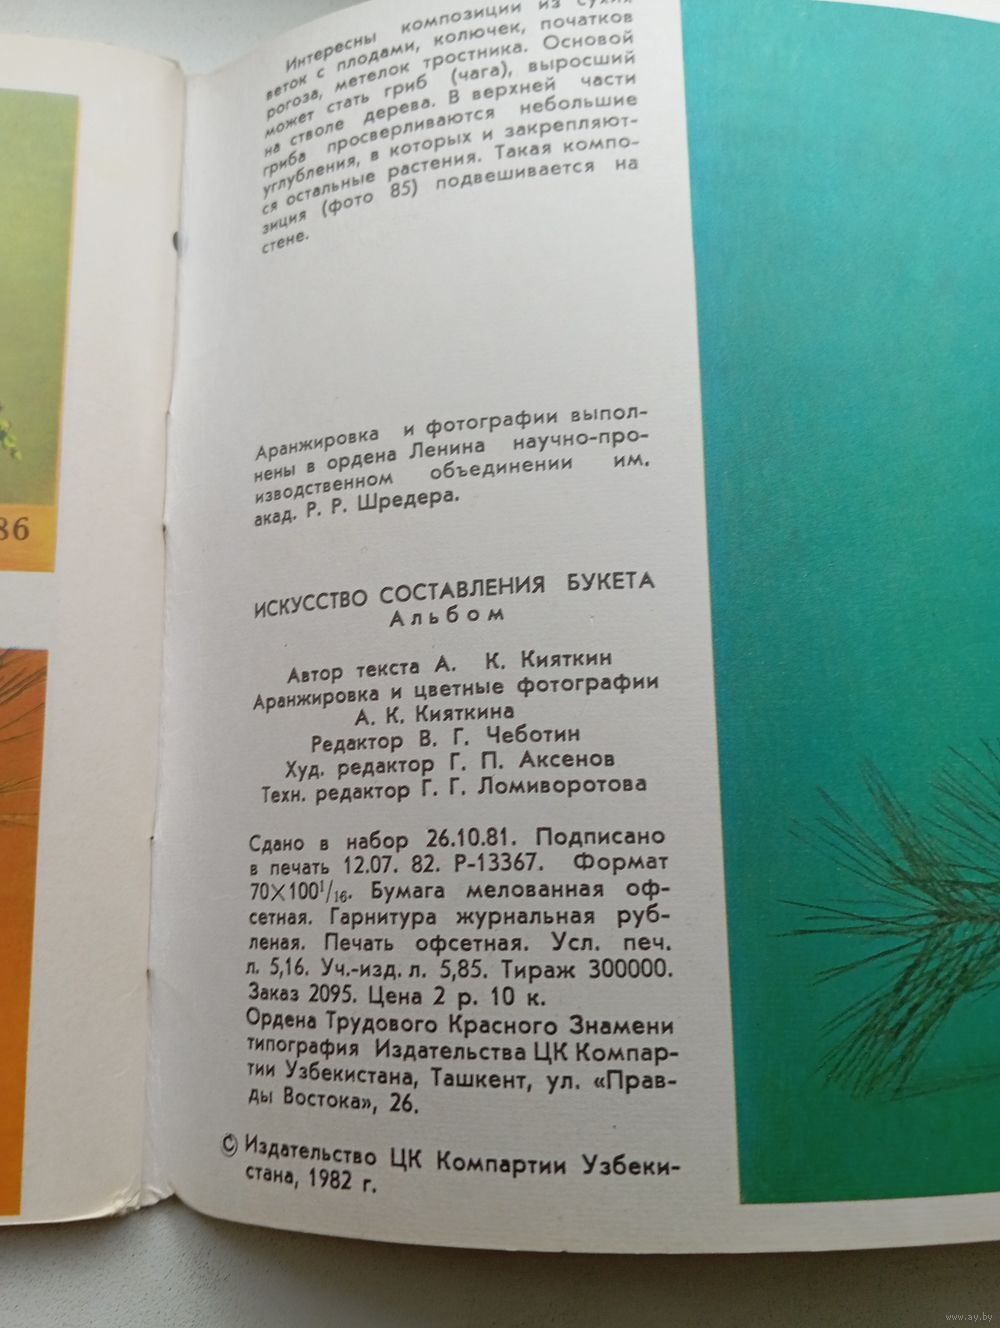 Интересны композиции из сухих
веток с плодами, колючек, початков
рогоза, метелок тростника. Основой
может стать гриб (чага), выросший
на стволе дерева. В верхней части
гриба просверливаются небольшие
углубления, в которых и закрепляют-
ся остальные растения. Такая компо-
зиция (фото 85) подвешивается на
стене.
Аранжировка и фотографии выпол-
нены в ордена Ленина научно-про-
изводственном объединении им.
акад. Р. Р. Шредера.
86
ИСКУССТВО СОСТАВЛЕНИЯ БУКЕТА
Альбом
Автор текста А. К. Кияткин
Аранжировка и цветные фотографии
А. К. Кияткина
Редактор В. Г. Чеботин
Худ. редактор Г. П. Аксенов
Техн. редактор Г. Г. Ломиворотова
Сдано в набор 26.10.81. Подписано
в печать 12.07. 82. Р-13367. Формат
70×100¹/₁₆. Бумага мелованная оф-
сетная. Гарнитура журнальная руб-
леная. Печать офсетная. Усл. печ.
л. 5,16. Уч.-изд. л. 5,85. Тираж 300000.
Заказ 2095. Цена 2 р. 10 к.
Ордена Трудового Красного Знамени
типография Издательства ЦК Компар-
тии Узбекистана, Ташкент, ул. «Прав-
ды Востока», 26.
© Издательство ЦК Компартии Узбеки-
стана, 1982 г.
www.ay.by